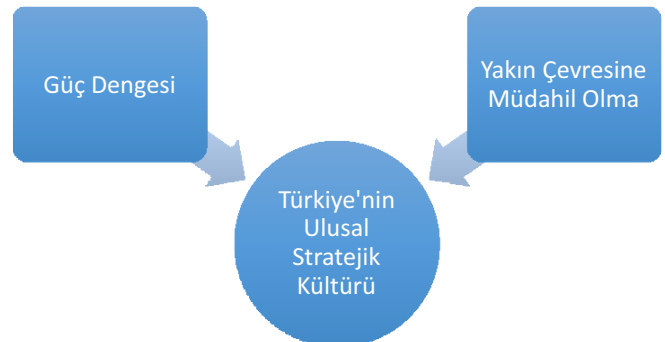 Güç Dengesi
Yakın Çevresine
Müdahil Olma
Türkiye'nin
Ulusal
Stratejik
Kültürü